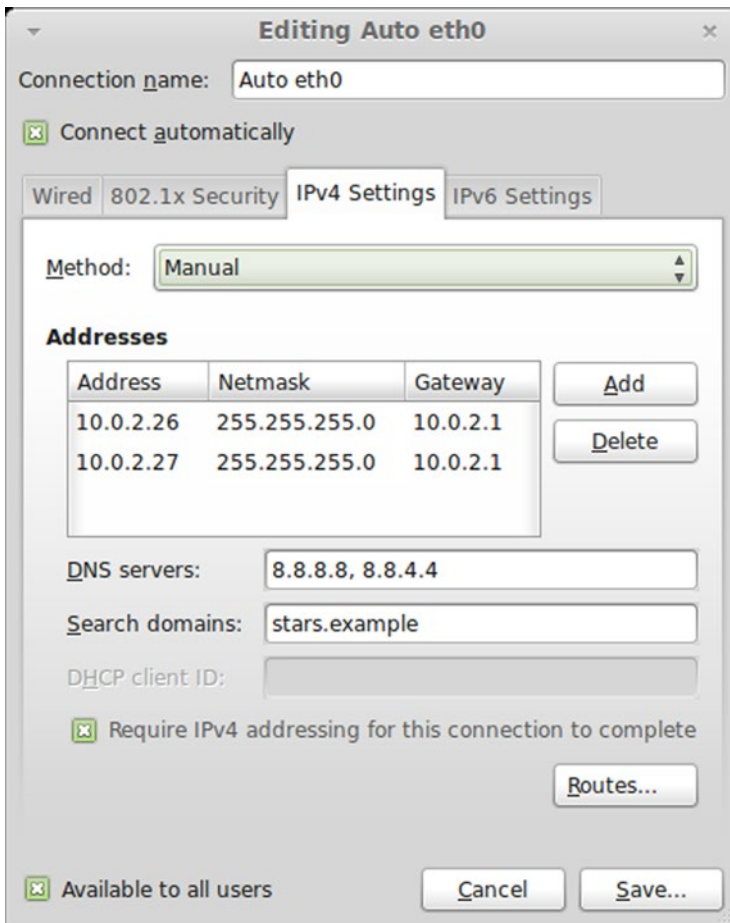 Editing Auto eth0
Connection name: Auto eth0
Connect automatically
Wired 802.1x Security IPv4 Settings IPv6 Settings
Method: Manual
Addresses
Address Netmask Gateway Add
10.0.2.26 255.255.255.0 10.0.2.1
Delete
10.0.2.27 255.255.255.0 10.0.2.1
DNS servers: 8.8.8.8, 8.8.4.4
Search domains: stars.example
DHCP client ID:
Require IPv4 addressing for this connection to complete
Routes...
Available to all users Cancel Save...